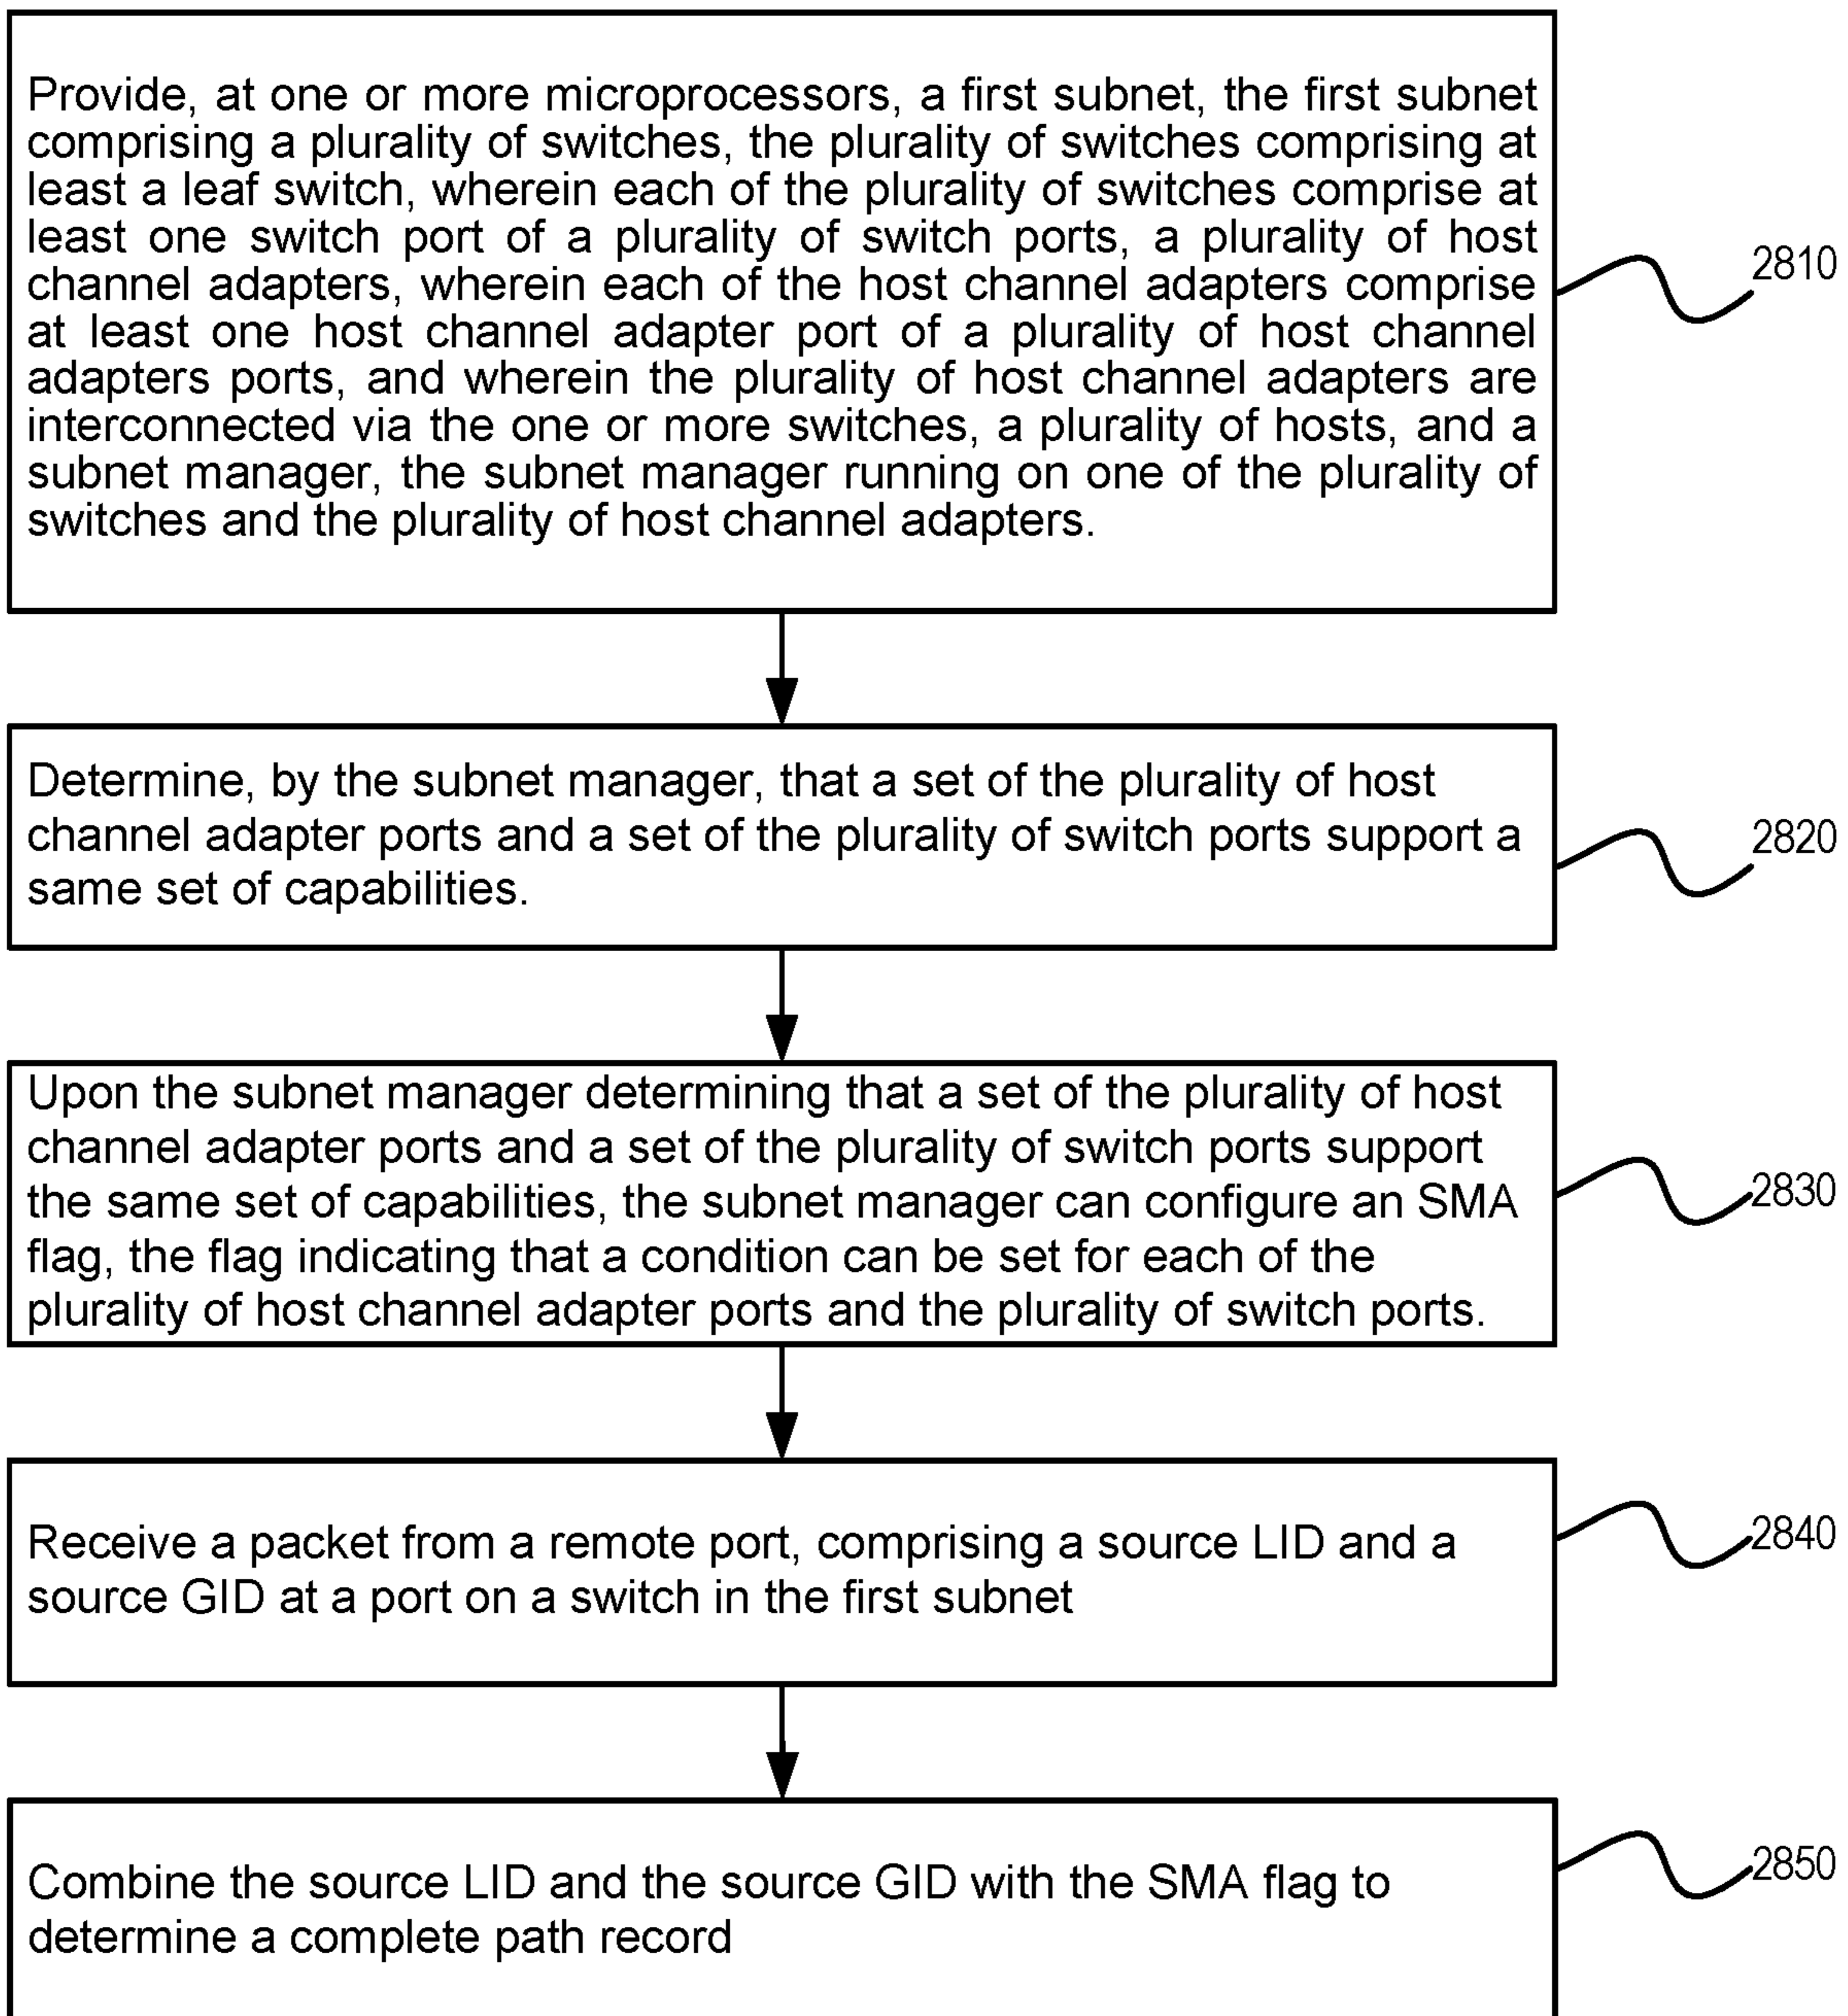 Provide, at one or more microprocessors, a first subnet, the first subnet
comprising a plurality of switches, the plurality of switches comprising at
least a leaf switch, wherein each of the plurality of switches comprise at
least one switch port of a plurality of switch ports, a plurality of host
channel adapters, wherein each of the host channel adapters comprise
at least one host channel adapter port of a plurality of host channel
adapters ports, and wherein the plurality of host channel adapters are
interconnected via the one or more switches, a plurality of hosts, and a
subnet manager, the subnet manager running on one of the plurality of
switches and the plurality of host channel adapters.
2810
Determine, by the subnet manager, that a set of the plurality of host
channel adapter ports and a set of the plurality of switch ports support a
same set of capabilities.
2820
Upon the subnet manager determining that a set of the plurality of host
channel adapter ports and a set of the plurality of switch ports support
the same set of capabilities, the subnet manager can configure an SMA
flag, the flag indicating that a condition can be set for each of the
plurality of host channel adapter ports and the plurality of switch ports.
2830
Receive a packet from a remote port, comprising a source LID and a
source GID at a port on a switch in the first subnet
2840
Combine the source LID and the source GID with the SMA flag to
determine a complete path record
2850